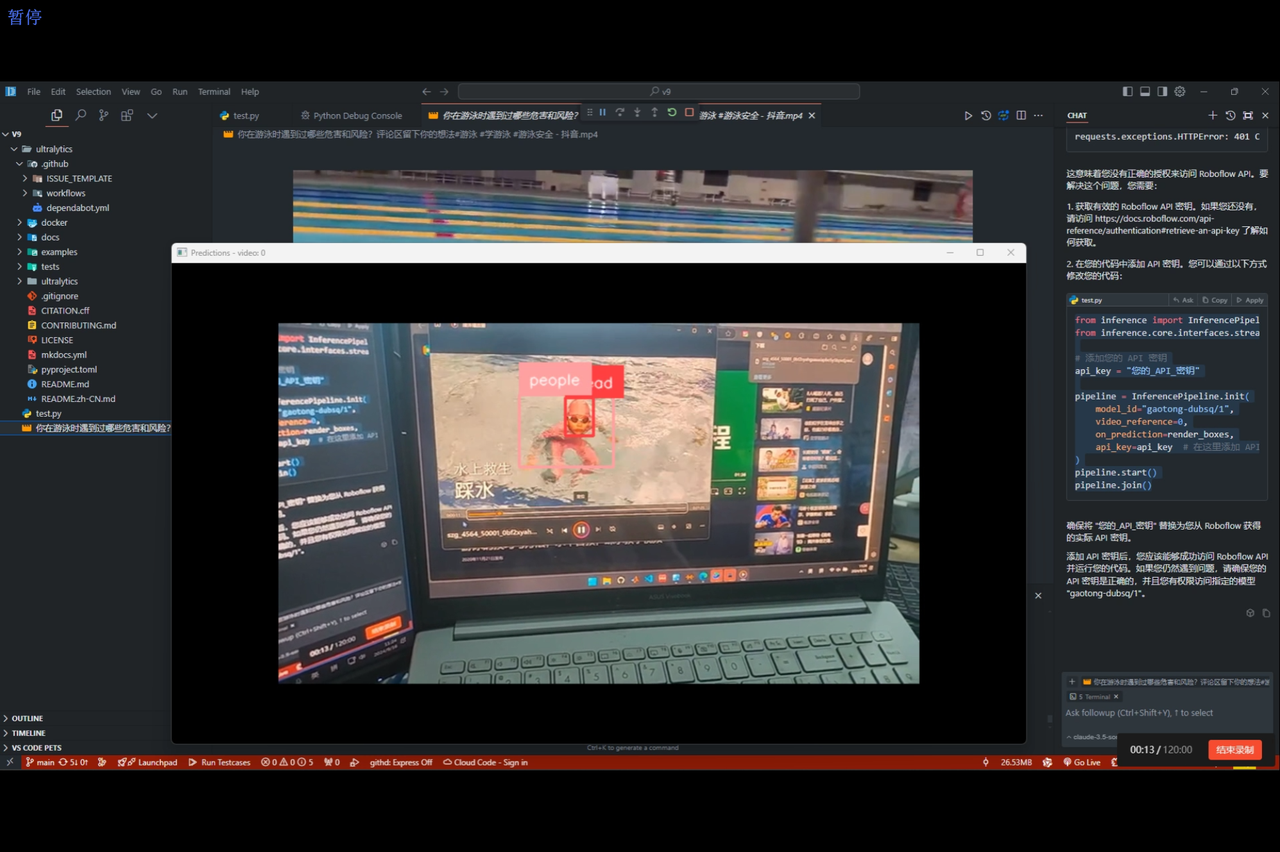 暂停
File Edit Selection View Go Run Terminal Help
v9
test.py
Python Debug Console
你在游泳时遇到过哪些危害和风险?
游泳 #游泳安全 - 抖音.mp4
CHAT
V9
ultralytics
.github
ISSUE_TEMPLATE
workflows
dependabot.yml
docker
docs
examples
tests
ultralytics
.gitignore
CITATION.cff
CONTRIBUTING.md
LICENSE
mkdocs.yml
pyproject.toml
README.md
README.zh-CN.md
test.py
你在游泳时遇到过哪些危害和风险?
OUTLINE
TIMELINE
VS CODE PETS
你在游泳时遇到过哪些危害和风险? 评论区留下你的想法#游泳 #学游泳 #游泳安全 - 抖音.mp4
Predictions - video: 0
people
ead
水上救生
踩水
程
00:13 / 120:00
Ctrl+K to generate a command
requests.exceptions.HTTPError: 401 C
这意味着您没有正确的授权来访问 Roboflow API。要
解决这个问题，您需要：
1. 获取有效的 Roboflow API 密钥。如果您还没有，
请访问 https://docs.roboflow.com/api-
reference/authentication#retrieve-an-api-key 了解如
何获取。
2. 在您的代码中添加 API 密钥。您可以通过以下方式
修改您的代码：
test.py Ask Copy Apply
from inference import InferencePipel
from inference.core.interfaces.strea
# 添加您的 API 密钥
api_key = "您的_API_密钥"
pipeline = InferencePipeline.init(
model_id="gaotong-dubsq/1",
video_reference=0,
on_prediction=render_boxes,
api_key=api_key # 在这里添加 API
)
pipeline.start()
pipeline.join()
确保将 "您的_API_密钥" 替换为您从 Roboflow 获得
的实际 API 密钥。
添加 API 密钥后，您应该能够成功访问 Roboflow API
并运行您的代码。如果您仍然遇到问题，请确保您的
API 密钥是正确的，并且您有权限访问指定的模型
"gaotong-dubsq/1"。
你在游泳时遇到过哪些危害和风险? 评论区留下你的想法#游
5 Terminal
Ask followup (Ctrl+Shift+Y), ↑ to select
claude-3.5-son
00:13 / 120:00 结束录制
main 5↓ 0↑ Launchpad Run Testcases 0 0 5 0 githd: Express Off Cloud Code - Sign in
26.53MB Go Live